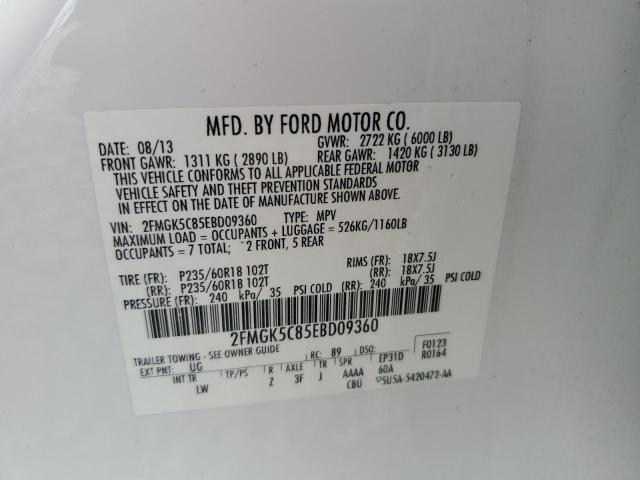 MFD. BY FORD MOTOR CO.
DATE: 08/13 GVWR: 2722 KG ( 6000 LB)
FRONT GAWR: 1311 KG ( 2890 LB) REAR GAWR: 1420 KG ( 3130 LB)
THIS VEHICLE CONFORMS TO ALL APPLICABLE FEDERAL MOTOR
VEHICLE SAFETY AND THEFT PREVENTION STANDARDS
IN EFFECT ON THE DATE OF MANUFACTURE SHOWN ABOVE.
VIN: 2FMGK5C85EBD09360 TYPE: MPV
MAXIMUM LOAD = OCCUPANTS + LUGGAGE = 526KG/1160LB
OCCUPANTS = 7 TOTAL; 2 FRONT, 5 REAR
TIRE (FR): P235/60R18 102T RIMS (FR): 18X7.5J
(RR): P235/60R18 102T (RR): 18X7.5J
PRESSURE (FR): 240 kPa/ 35 PSI COLD (RR): 240 kPa/ 35 PSI COLD
2FMGK5C85EBD09360
TRAILER TOWING - SEE OWNER GUIDE
EXT PNT: UG RC: 89 DSO: F0123
R0164
INT TR TP/PS R AXLE TR SPR EP31D
LW Z 3F J AAAA 60A
CBU 5U5A-5420472-AA